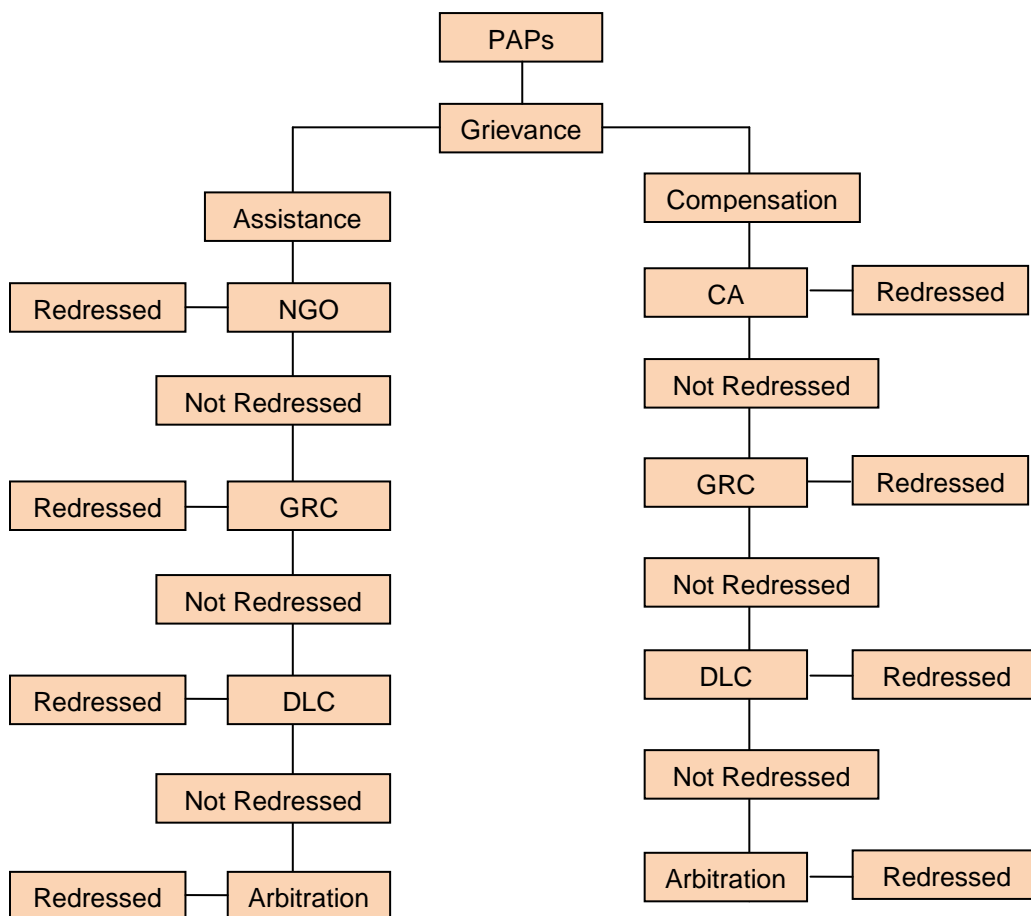 PAPs
Grievance
Assistance
Compensation
Redressed
NGO
CA
Redressed
Not Redressed
Not Redressed
Redressed
GRC
GRC
Redressed
Not Redressed
Not Redressed
Redressed
DLC
DLC
Redressed
Not Redressed
Not Redressed
Redressed
Arbitration
Arbitration
Redressed